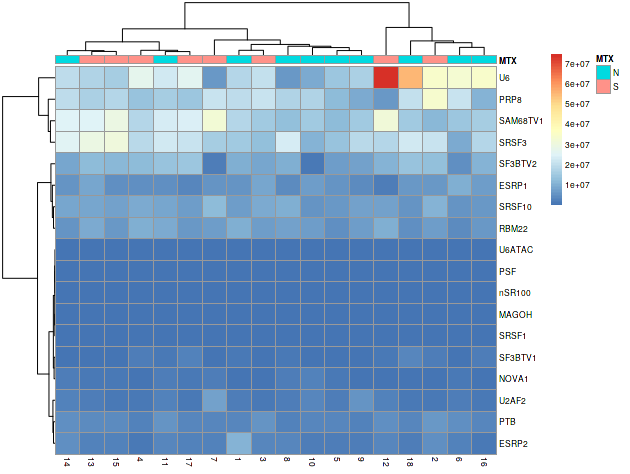 MTX
U6
PRP8
SAM68TV1
SRSF3
SF3BTV2
ESRP1
SRSF10
RBM22
U6ATAC
PSF
nSR100
MAGOH
SRSF1
SF3BTV1
NOVA1
U2AF2
PTB
ESRP2
14 13 15 4 11 17 7 1 3 8 10 5 9 12 18 2 6 16
7e+07
6e+07
5e+07
4e+07
3e+07
2e+07
1e+07
MTX
N
S